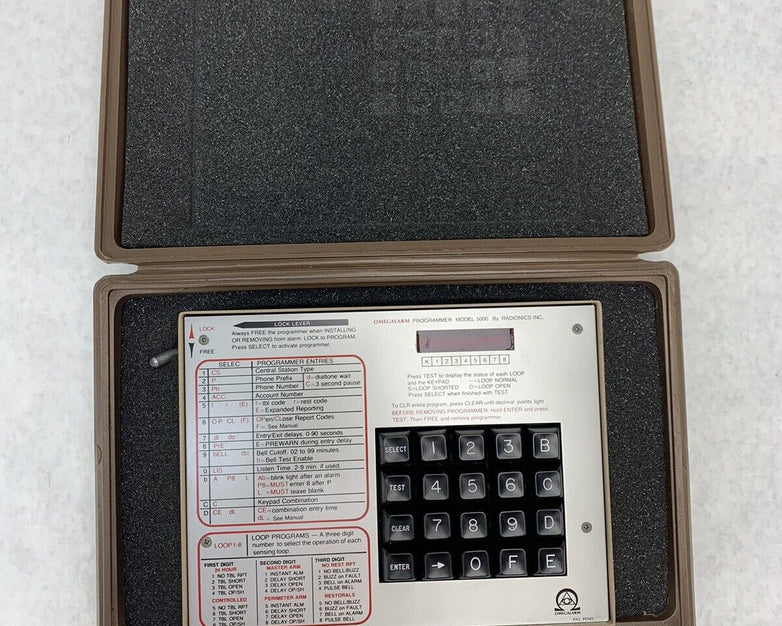 LOCK
FREE
LOCK LEVER
Always FREE the programmer when INSTALLING
OR REMOVING from alarm. LOCK to PROGRAM.
Press SELECT to activate programmer.
SELEC PROGRAMMER ENTRIES
1 CS Central Station Type
2 P Phone Prefix d=dialtone wait
3 Ph Phone Number C=3 second pause
4 ACC Account Number
5 (E) t=tbl code r=rest code
E=Expanded Reporting
6 OP CL (F) OPen/CLose Report Codes
F = See Manual
7 di do Entry/Exit delays. 0-90 seconds
8 PrE E=PREWARN during entry delay
9 bELL (b) Bell Cutoff. 02 to 99 minutes.
b=Bell Test Enable
0 LIS Listen Time. 2-9 min if used.
b A P8 L Ab=blink light after an alarm
P8=MUST enter 8 after P
L =MUST leave blank
C C Keypad Combination
D CE dL CE=combination entry time
dL= See Manual
LOOP1-8 LOOP PROGRAMS — A three digit
number to select the operation of each
sensing loop.
FIRST DIGIT
24 HOUR
1 NO TBL RPT
2 TBL SHORT
3 TBL OPEN
4 TBL OP/SH
CONTROLLED
5 NO TBL RPT
6 TBL SHORT
7 TBL OPEN
8 TBL OP/SH
SECOND DIGIT
MASTER ARM
1 INSTANT ALM
2 DELAY SHORT
3 DELAY OPEN
4 DELAY OP/SH
PERIMETER ARM
5 INSTANT ALM
6 DELAY SHORT
7 DELAY OPEN
8 DELAY OP/SH
THIRD DIGIT
NO REST RPT
1 NO BELL/BUZZ
2 BUZZ on FAULT
3 BELL on ALARM
4 PULSE BELL
RESTORALS
5 NO BELL/BUZZ
6 BUZZ on FAULT
7 BELL on ALARM
8 PULSE BELL
OMEGALARM PROGRAMMER MODEL 5000 By RADIONICS INC.
K 1 2 3 4 5 6 7 8
Press TEST to display the status of each LOOP
and the KEYPAD —=LOOP NORMAL
S=LOOP SHORTED O=LOOP OPEN
Press SELECT when finished with TEST
To CLR entire program, press CLEAR until decimal points light
BEFORE REMOVING PROGRAMMER: Hold ENTER and press
TEST. Then FREE and remove programmer.
SELECT 1 2 3 B
TEST 4 5 6 C
CLEAR 7 8 9 D
ENTER → 0 F E
OMEGALARM
PAT. PEND.